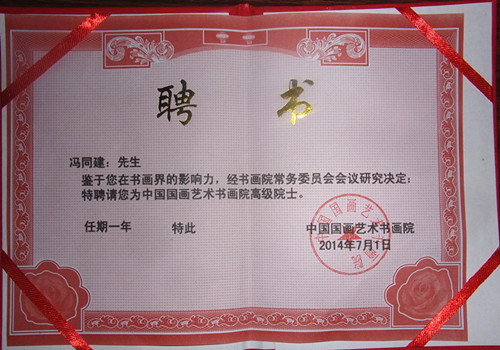 聘 书
冯同建：先生
鉴于您在书画界的影响力，经书画院常务委员会会议研究决定：
特聘请您为中国国画艺术书画院高级院士。
任期一年 特此
中国国画艺术书画院
2014年7月1日